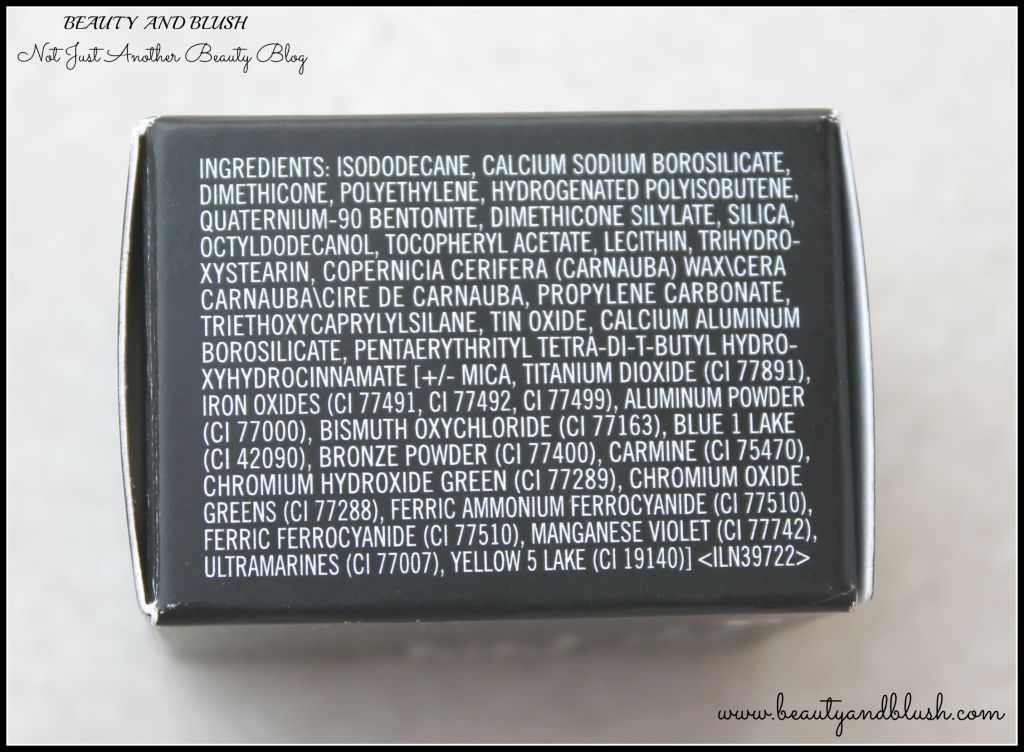 BEAUTY AND BLUSH
Not Just Another Beauty Blog
INGREDIENTS: ISODODECANE, CALCIUM SODIUM BOROSILICATE,
DIMETHICONE, POLYETHYLENE, HYDROGENATED POLYISOBUTENE,
QUATERNIUM-90 BENTONITE, DIMETHICONE SILYLATE, SILICA,
OCTYLDODECANOL, TOCOPHERYL ACETATE, LECITHIN, TRIHYDRO-
XYSTEARIN, COPERNICIA CERIFERA (CARNAUBA) WAX\CERA
CARNAUBA\CIRE DE CARNAUBA, PROPYLENE CARBONATE,
TRIETHOXYCAPRYLYLSILANE, TIN OXIDE, CALCIUM ALUMINUM
BOROSILICATE, PENTAERYTHRITYL TETRA-DI-T-BUTYL HYDRO-
XYHYDROCINNAMATE [+/- MICA, TITANIUM DIOXIDE (CI 77891),
IRON OXIDES (CI 77491, CI 77492, CI 77499), ALUMINUM POWDER
(CI 77000), BISMUTH OXYCHLORIDE (CI 77163), BLUE 1 LAKE
(CI 42090), BRONZE POWDER (CI 77400), CARMINE (CI 75470),
CHROMIUM HYDROXIDE GREEN (CI 77289), CHROMIUM OXIDE
GREENS (CI 77288), FERRIC AMMONIUM FERROCYANIDE (CI 77510),
FERRIC FERROCYANIDE (CI 77510), MANGANESE VIOLET (CI 77742),
ULTRAMARINES (CI 77007), YELLOW 5 LAKE (CI 19140)] <ILN39722>
www.beautyandblush.com